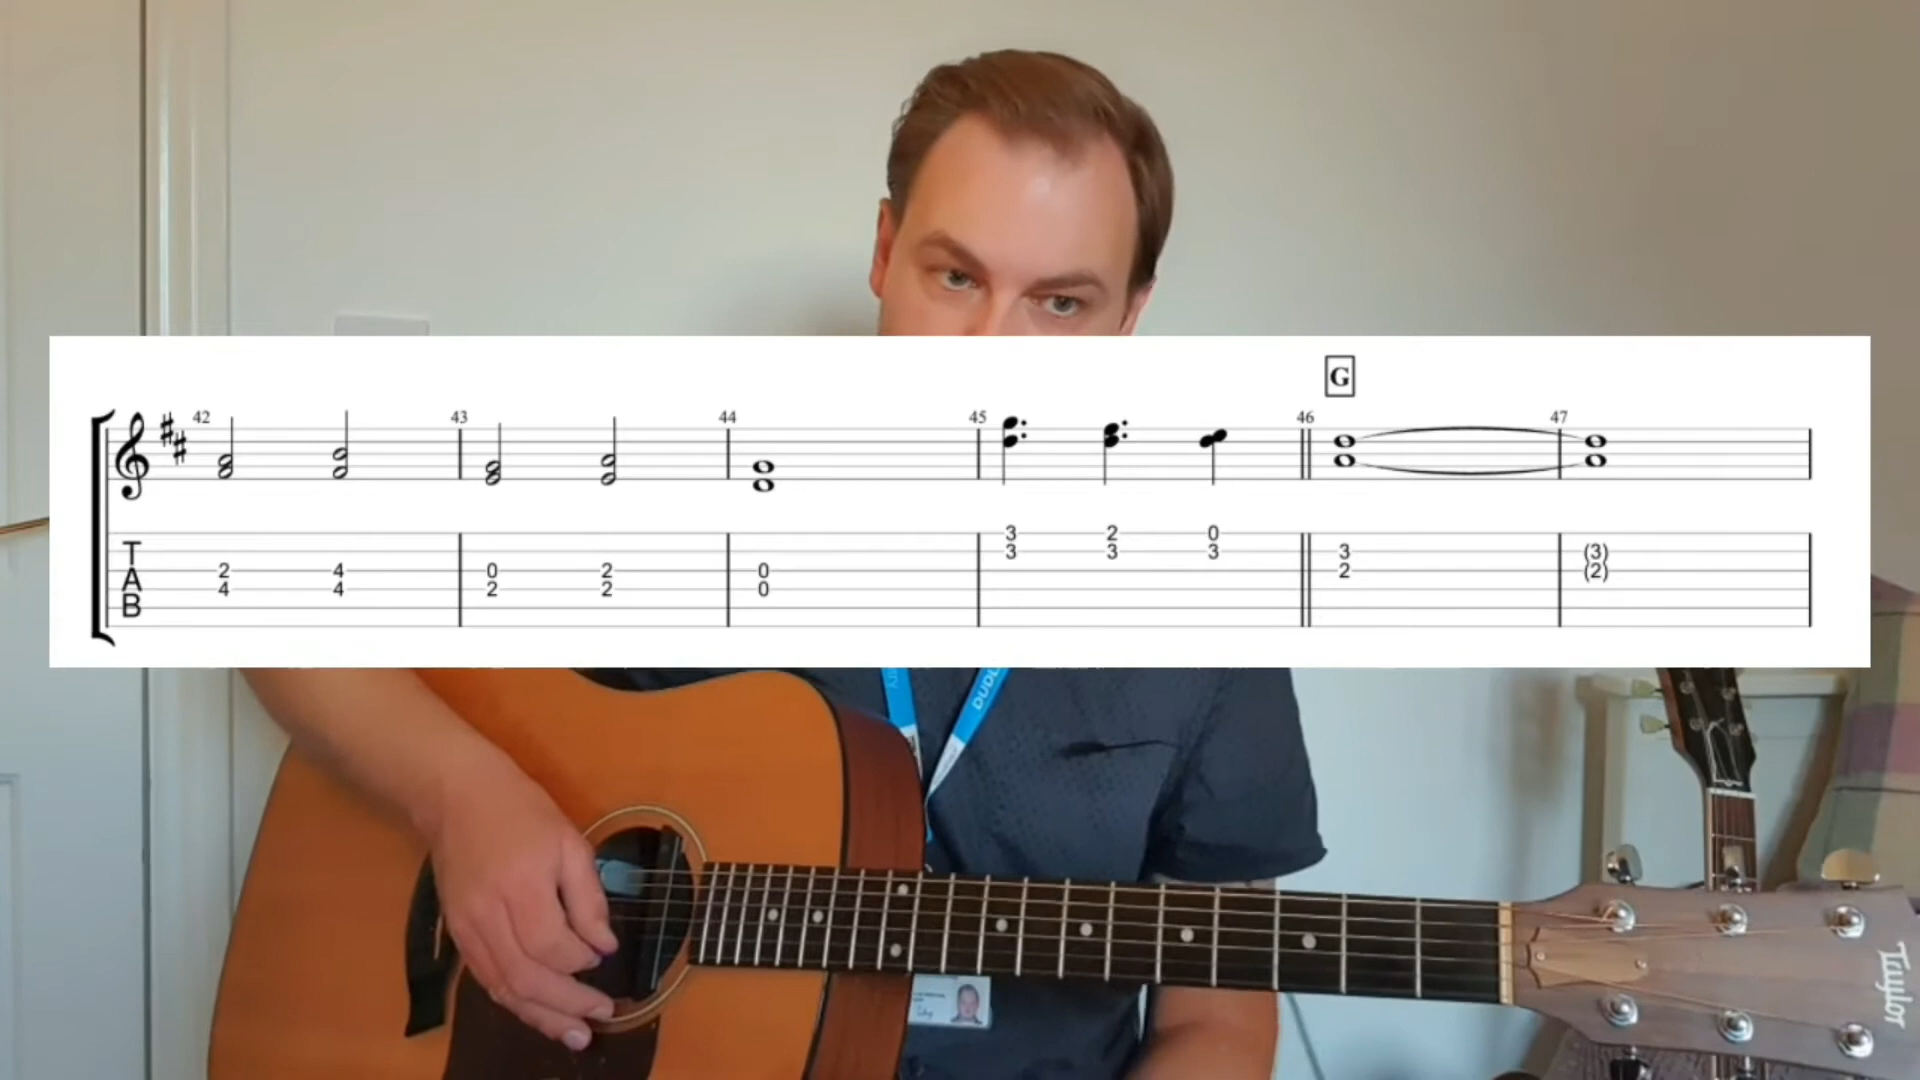 G
42 43 44 45 46 47
3 2 0
T 3 3 3 3 (3)
A 2 4 0 2 0 2 (2)
4 4 2 2 0
B
DUDL
Taylor